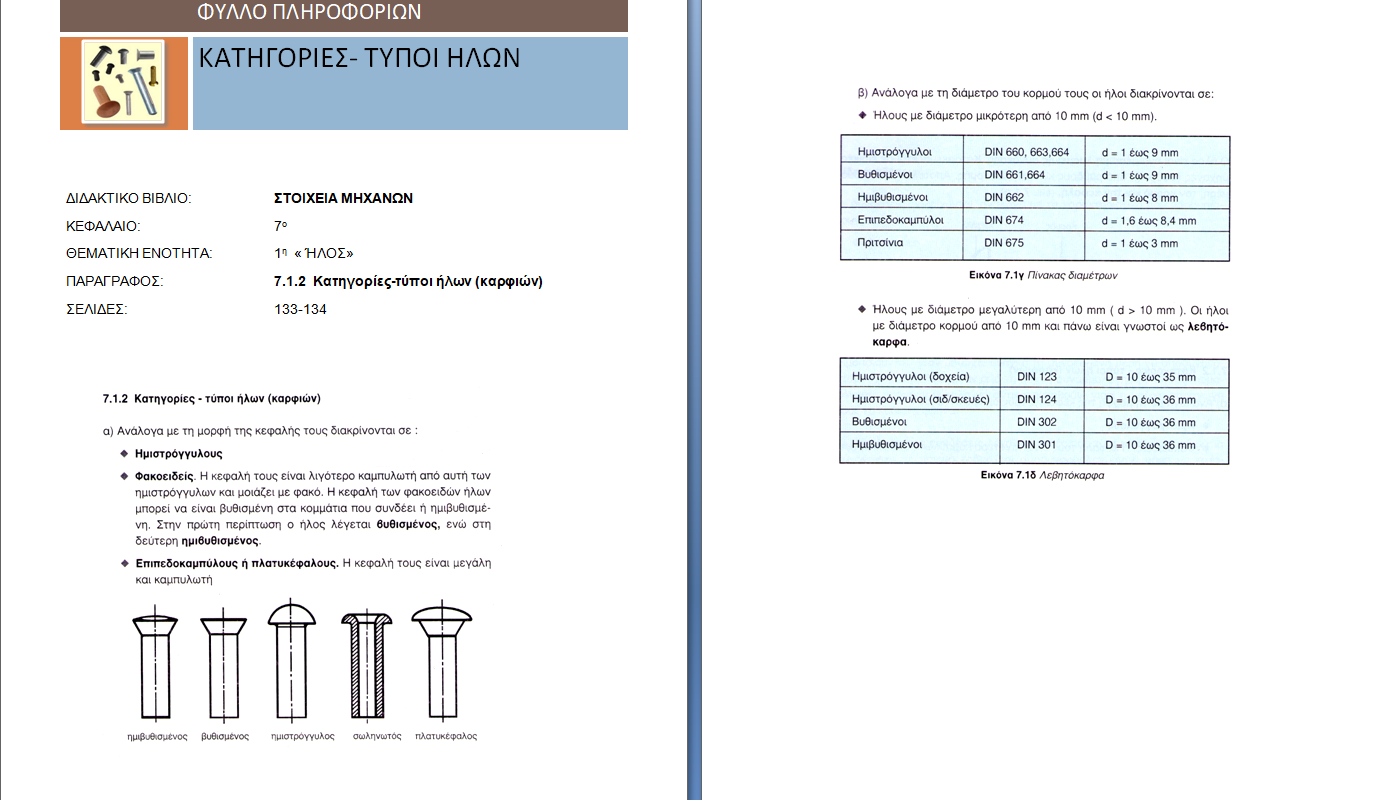 ΦΥΛΛΟ ΠΛΗΡΟΦΟΡΙΩΝ
ΚΑΤΗΓΟΡΙΕΣ- ΤΥΠΟΙ ΗΛΩΝ
ΔΙΔΑΚΤΙΚΟ ΒΙΒΛΙΟ: ΣΤΟΙΧΕΙΑ ΜΗΧΑΝΩΝ
ΚΕΦΑΛΑΙΟ: 7ο
ΘΕΜΑΤΙΚΗ ΕΝΟΤΗΤΑ: 1η « Ήλος»
ΠΑΡΑΓΡΑΦΟΣ: 7.1.2 Κατηγορίες-τύποι ήλων (καρφιών)
ΣΕΛΙΔΕΣ: 133-134
7.1.2 Κατηγορίες - τύποι ήλων (καρφιών)
α) Ανάλογα με τη μορφή της κεφαλής τους διακρίνονται σε :
◆ Ημιστρόγγυλους
◆ Φακοειδείς. Η κεφαλή τους είναι λιγότερο καμπυλωτή από αυτή των
ημιστρόγγυλων και μοιάζει με φακό. Η κεφαλή των φακοειδών ήλων
μπορεί να είναι βυθισμένη στα κομμάτια που συνδέει ή ημιβυθισμέ-
νη. Στην πρώτη περίπτωση ο ήλος λέγεται βυθισμένος, ενώ στη
δεύτερη ημιβυθισμένος.
◆ Επιπεδοκαμπύλους ή πλατυκέφαλους. Η κεφαλή τους είναι μεγάλη
και καμπυλωτή
ημιβυθισμένος βυθισμένος ημιστρόγγυλος σωληνωτός πλατυκέφαλος
β) Ανάλογα με τη διάμετρο του κορμού τους οι ήλοι διακρίνονται σε:
◆ Ήλους με διάμετρο μικρότερη από 10 mm (d < 10 mm).
Ημιστρόγγυλοι DIN 660, 663,664 d = 1 έως 9 mm
Βυθισμένοι DIN 661,664 d = 1 έως 9 mm
Ημιβυθισμένοι DIN 662 d = 1 έως 8 mm
Επιπεδοκαμπύλοι DIN 674 d = 1,6 έως 8,4 mm
Πριτσίνια DIN 675 d = 1 έως 3 mm
Εικόνα 7.1γ Πίνακας διαμέτρων
◆ Ήλους με διάμετρο μεγαλύτερη από 10 mm ( d > 10 mm ). Οι ήλοι
με διάμετρο κορμού από 10 mm και πάνω είναι γνωστοί ως λεβητό-
καρφα.
Ημιστρόγγυλοι (δοχεία) DIN 123 D = 10 έως 35 mm
Ημιστρόγγυλοι (σιδ/σκευές) DIN 124 D = 10 έως 36 mm
Βυθισμένοι DIN 302 D = 10 έως 36 mm
Ημιβυθισμένοι DIN 301 D = 10 έως 36 mm
Εικόνα 7.1δ Λεβητόκαρφα